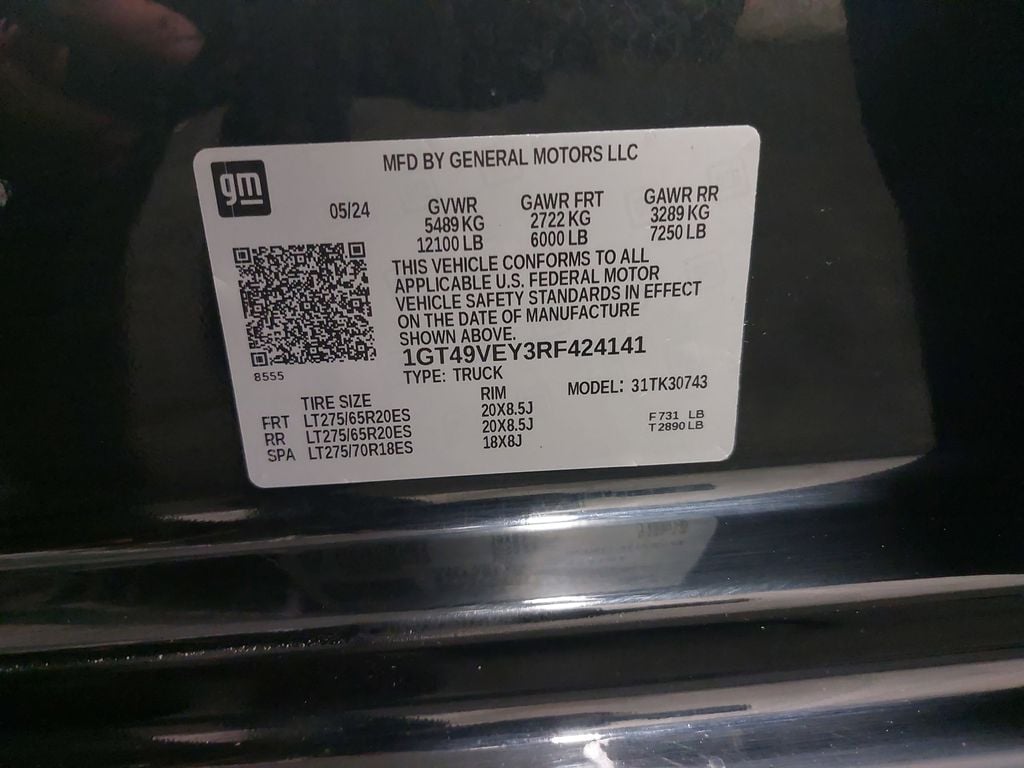 MFD BY GENERAL MOTORS LLC
gm
05/24
GVWR GAWR FRT GAWR RR
5489 KG 2722 KG 3289 KG
12100 LB 6000 LB 7250 LB
THIS VEHICLE CONFORMS TO ALL
APPLICABLE U.S. FEDERAL MOTOR
VEHICLE SAFETY STANDARDS IN EFFECT
ON THE DATE OF MANUFACTURE
SHOWN ABOVE.
1GT49VEY3RF424141
8555
TYPE: TRUCK MODEL: 31TK30743
TIRE SIZE RIM
FRT LT275/65R20ES 20X8.5J F 731 LB
RR LT275/65R20ES 20X8.5J T 2890 LB
SPA LT275/70R18ES 18X8J